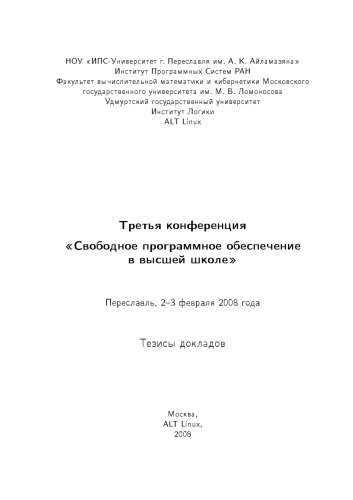 НОУ «ИПС-Университет г. Переславля им. А. К. Айламазяна»
Институт Программных Систем РАН
Факультет вычислительной математики и кибернетики Московского
государственного университета им. М. В. Ломоносова
Удмуртский государственный университет
Институт Логики
ALT Linux
Третья конференция
«Свободное программное обеспечение
в высшей школе»
Переславль, 2–3 февраля 2008 года
Тезисы докладов
Москва,
ALT Linux,
2008